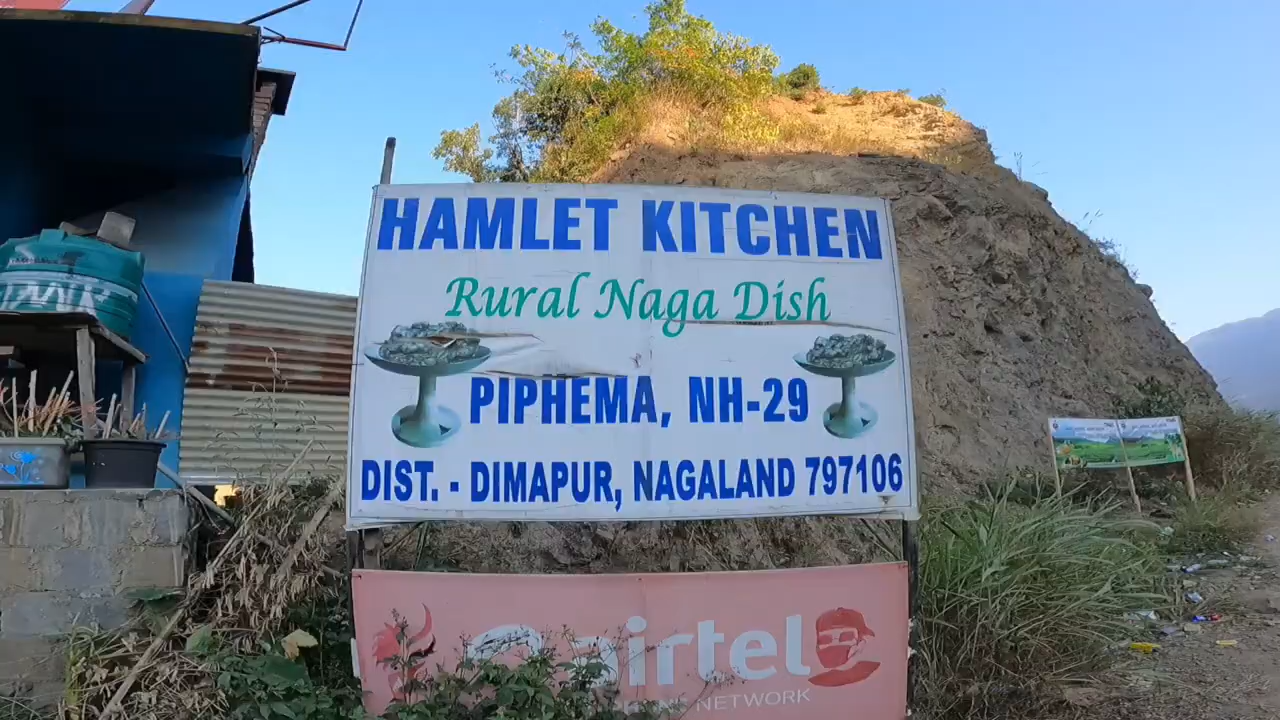 HAMLET KITCHEN
Rural Naga Dish
PIPHEMA, NH-29
DIST. - DIMAPUR, NAGALAND 797106
airtel
NETWORK